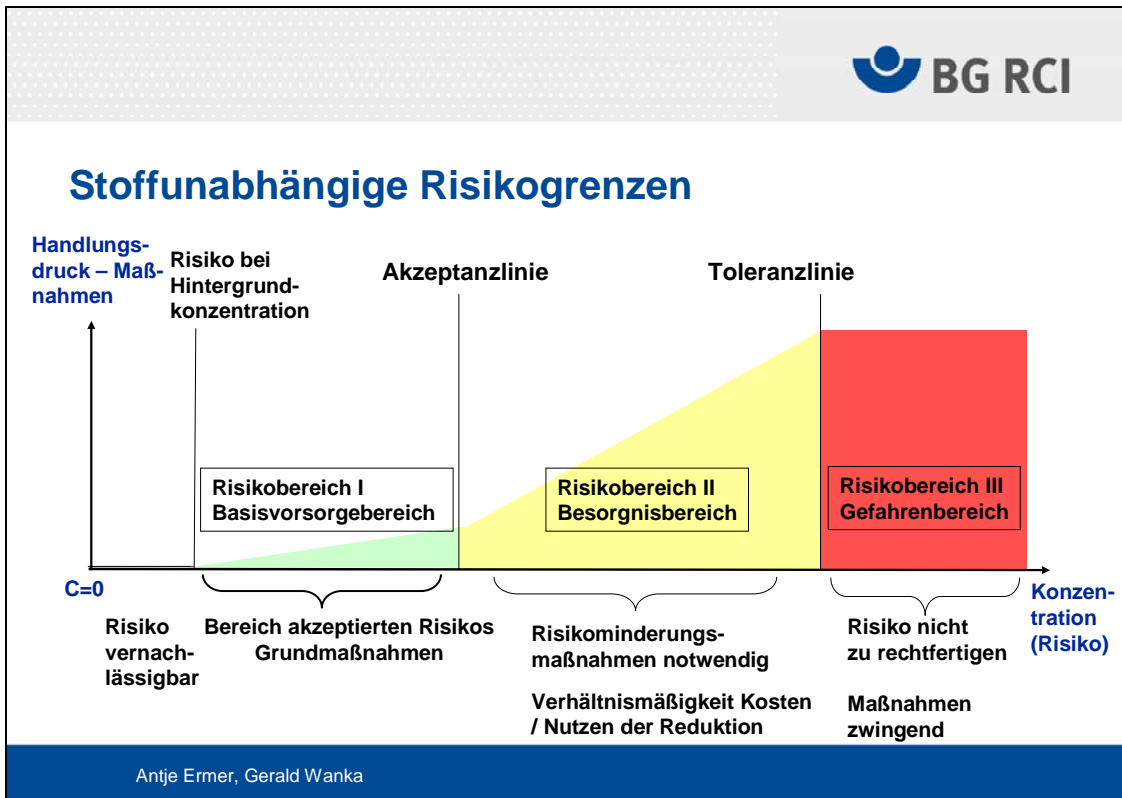 BG RCI
Stoffunabhängige Risikogrenzen
Handlungs-
druck – Maß-
nahmen
Risiko bei
Hintergrund-
konzentration
Akzeptanzlinie
Toleranzlinie
Risikobereich I
Basisvorsorgebereich
Risikobereich II
Besorgnisbereich
Risikobereich III
Gefahrenbereich
C=0
Konzen-
tration
(Risiko)
Risiko
vernach-
lässigbar
Bereich akzeptierten Risikos
Grundmaßnahmen
Risikominderungs-
maßnahmen notwendig
Verhältnismäßigkeit Kosten
/ Nutzen der Reduktion
Risiko nicht
zu rechtfertigen
Maßnahmen
zwingend
Antje Ermer, Gerald Wanka